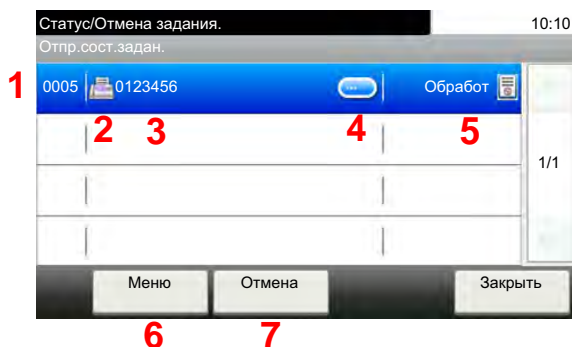 Статус/Отмена задания. 10:10
Отпр.сост.задан.
1 0005 0123456 ... Обработ
2 3 4 5
1/1
Меню Отмена Закрыть
6 7